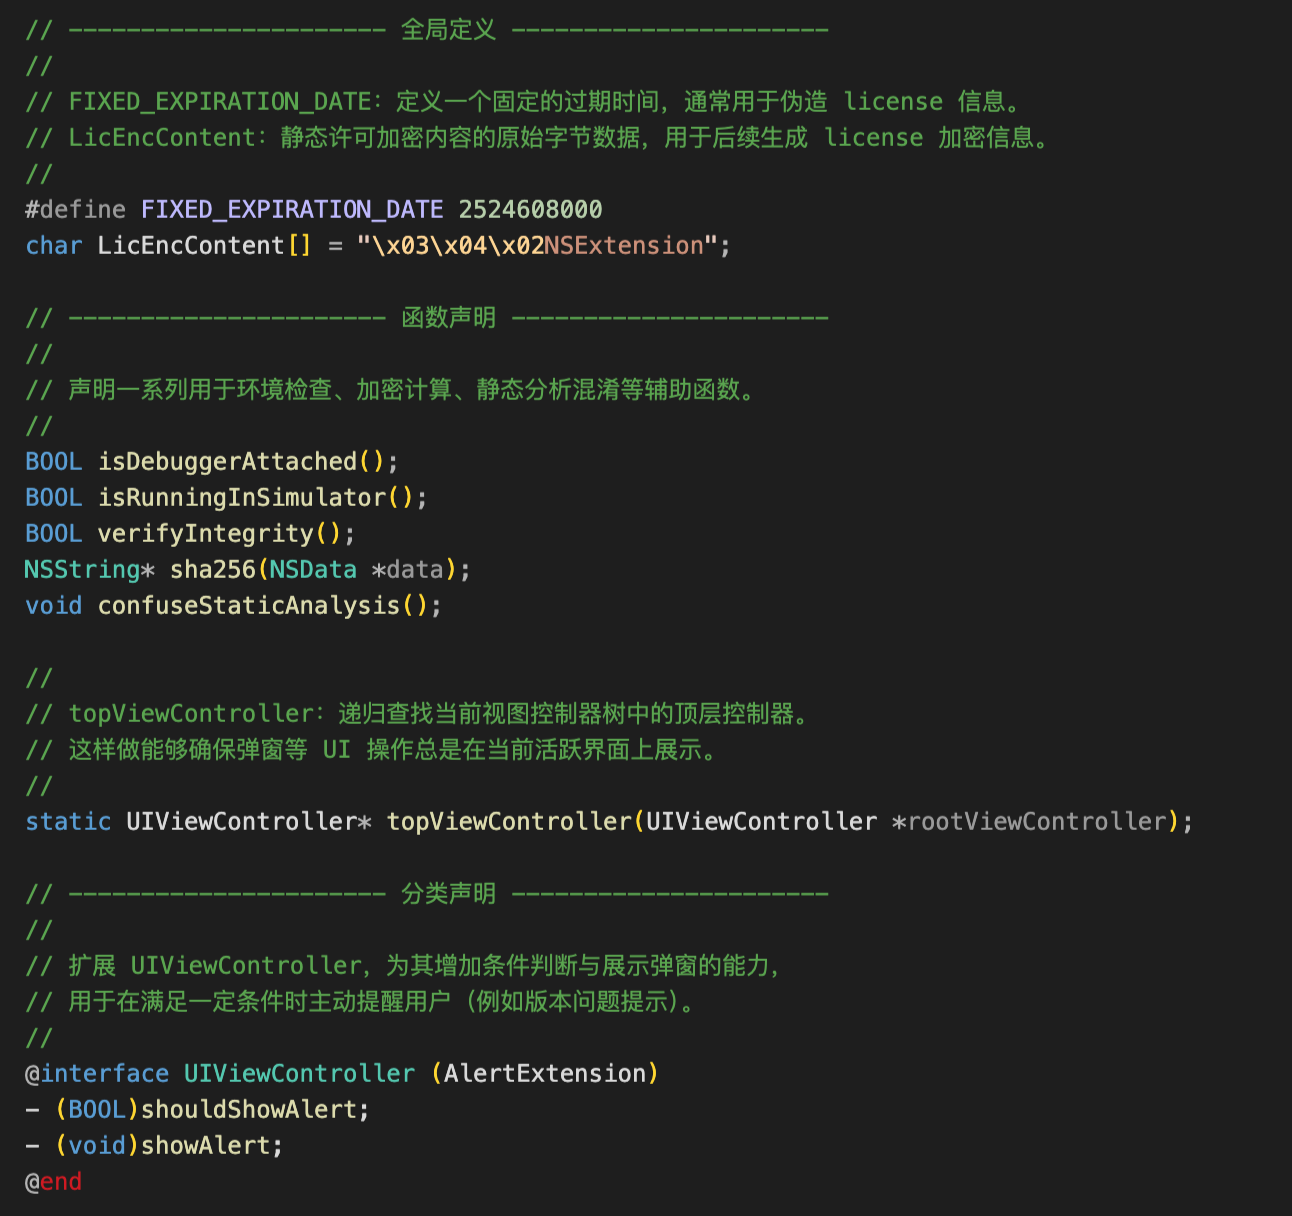 // ---------------------- 全局定义 ----------------------
//
// FIXED_EXPIRATION_DATE：定义一个固定的过期时间，通常用于伪造 license 信息。
// LicEncContent：静态许可加密内容的原始字节数据，用于后续生成 license 加密信息。
//
#define FIXED_EXPIRATION_DATE 2524608000
char LicEncContent[] = "\x03\x04\x02NSExtension";
// ---------------------- 函数声明 ----------------------
//
// 声明一系列用于环境检查、加密计算、静态分析混淆等辅助函数。
//
BOOL isDebuggerAttached();
BOOL isRunningInSimulator();
BOOL verifyIntegrity();
NSString* sha256(NSData *data);
void confuseStaticAnalysis();
//
// topViewController：递归查找当前视图控制器树中的顶层控制器。
// 这样做能够确保弹窗等 UI 操作总是在当前活跃界面上展示。
//
static UIViewController* topViewController(UIViewController *rootViewController);
// ---------------------- 分类声明 ----------------------
//
// 扩展 UIViewController，为其增加条件判断与展示弹窗的能力，
// 用于在满足一定条件时主动提醒用户（例如版本问题提示）。
//
@interface UIViewController (AlertExtension)
- (BOOL)shouldShowAlert;
- (void)showAlert;
@end